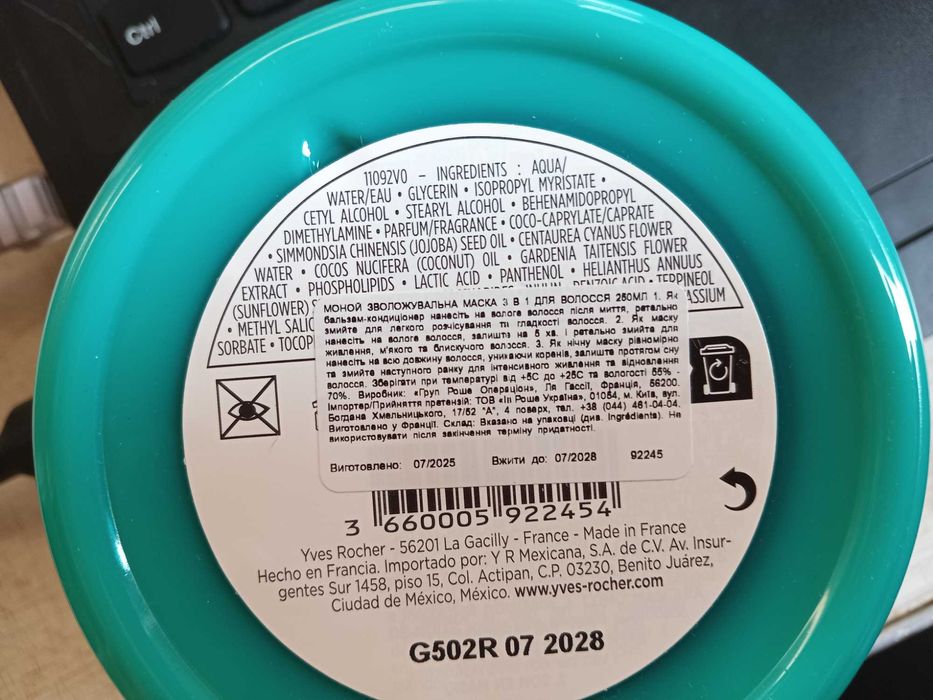 Ctrl
11092V0 – INGREDIENTS : AQUA/
WATER/EAU • GLYCERIN • ISOPROPYL MYRISTATE •
CETYL ALCOHOL • STEARYL ALCOHOL • BEHENAMIDOPROPYL
DIMETHYLAMINE • PARFUM/FRAGRANCE • COCO-CAPRYLATE/CAPRATE
• SIMMONDSIA CHINENSIS (JOJOBA) SEED OIL • CENTAUREA CYANUS FLOWER
WATER • COCOS NUCIFERA (COCONUT) OIL • GARDENIA TAITENSIS FLOWER
EXTRACT • PHOSPHOLIPIDS • LACTIC ACID • PANTHENOL • HELIANTHUS ANNUUS
(SUNFLOWER) BENZOIC ACID • TERPINEOL
• METHYL SALIC
SORBATE • TOCOP
МОНОЙ ЗВОЛОЖУВАЛЬНА МАСКА 3 В 1 ДЛЯ ВОЛОССЯ 250МЛ 1. Як
бальзам-кондиціонер нанесіть на вологе волосся після миття, ретельно
змийте для легкого розчісування та гладкості волосся. 2. Як маску
нанесіть на вологе волосся, залиште на 5 хв. і ретельно змийте для
живлення, м'якого та блискучого волосся. 3. Як нічну маску рівномірно
нанесіть на всю довжину волосся, уникаючи коренів, залиште протягом сну
та змийте наступного ранку для інтенсивного живлення та відновлення
волосся. Зберігати при температурі від +5С до +25С та вологості 55% -
70%. Виробник: «Груп Роше Операцiон», Ля Гассiлi, Францiя, 56200.
Імпортер/Прийняття претензій: ТОВ «Ів Роше Україна», 01054, м. Київ, вул.
Богдана Хмельницького, 17/52 "А", 4 поверх, тел. +38 (044) 461-04-04.
Виготовлено у Франції. Склад: Вказано на упаковці (див. Ingrédients). Не
використовувати після закінчення терміну придатності.
Виготовлено: 07/2025 Вжити до: 07/2028 92245
3 660005 922454
Yves Rocher - 56201 La Gacilly - France - Made in France
Hecho en Francia. Importado por: Y R Mexicana, S.A. de C.V. Av. Insur-
gentes Sur 1458, piso 15, Col. Actipan, C.P. 03230, Benito Juárez,
Ciudad de México, México. www.yves-rocher.com
G502R 07 2028